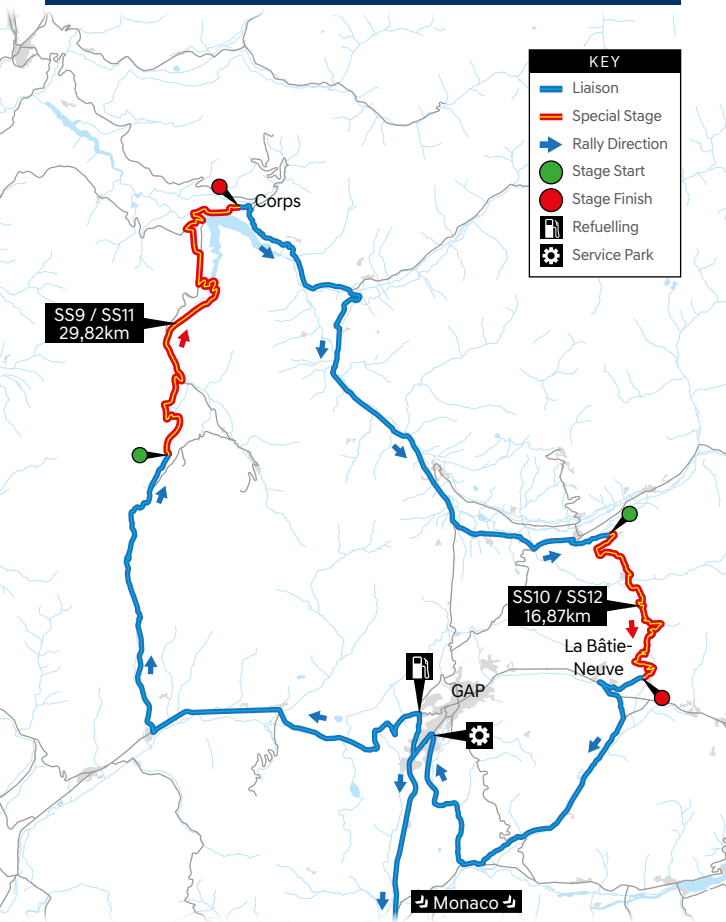 KEY
Liaison
Special Stage
Rally Direction
Stage Start
Stage Finish
Refuelling
Service Park
Corps
SS9 / SS11
29,82km
SS10 / SS12
16,87km
La Bâtie-
Neuve
GAP
Monaco